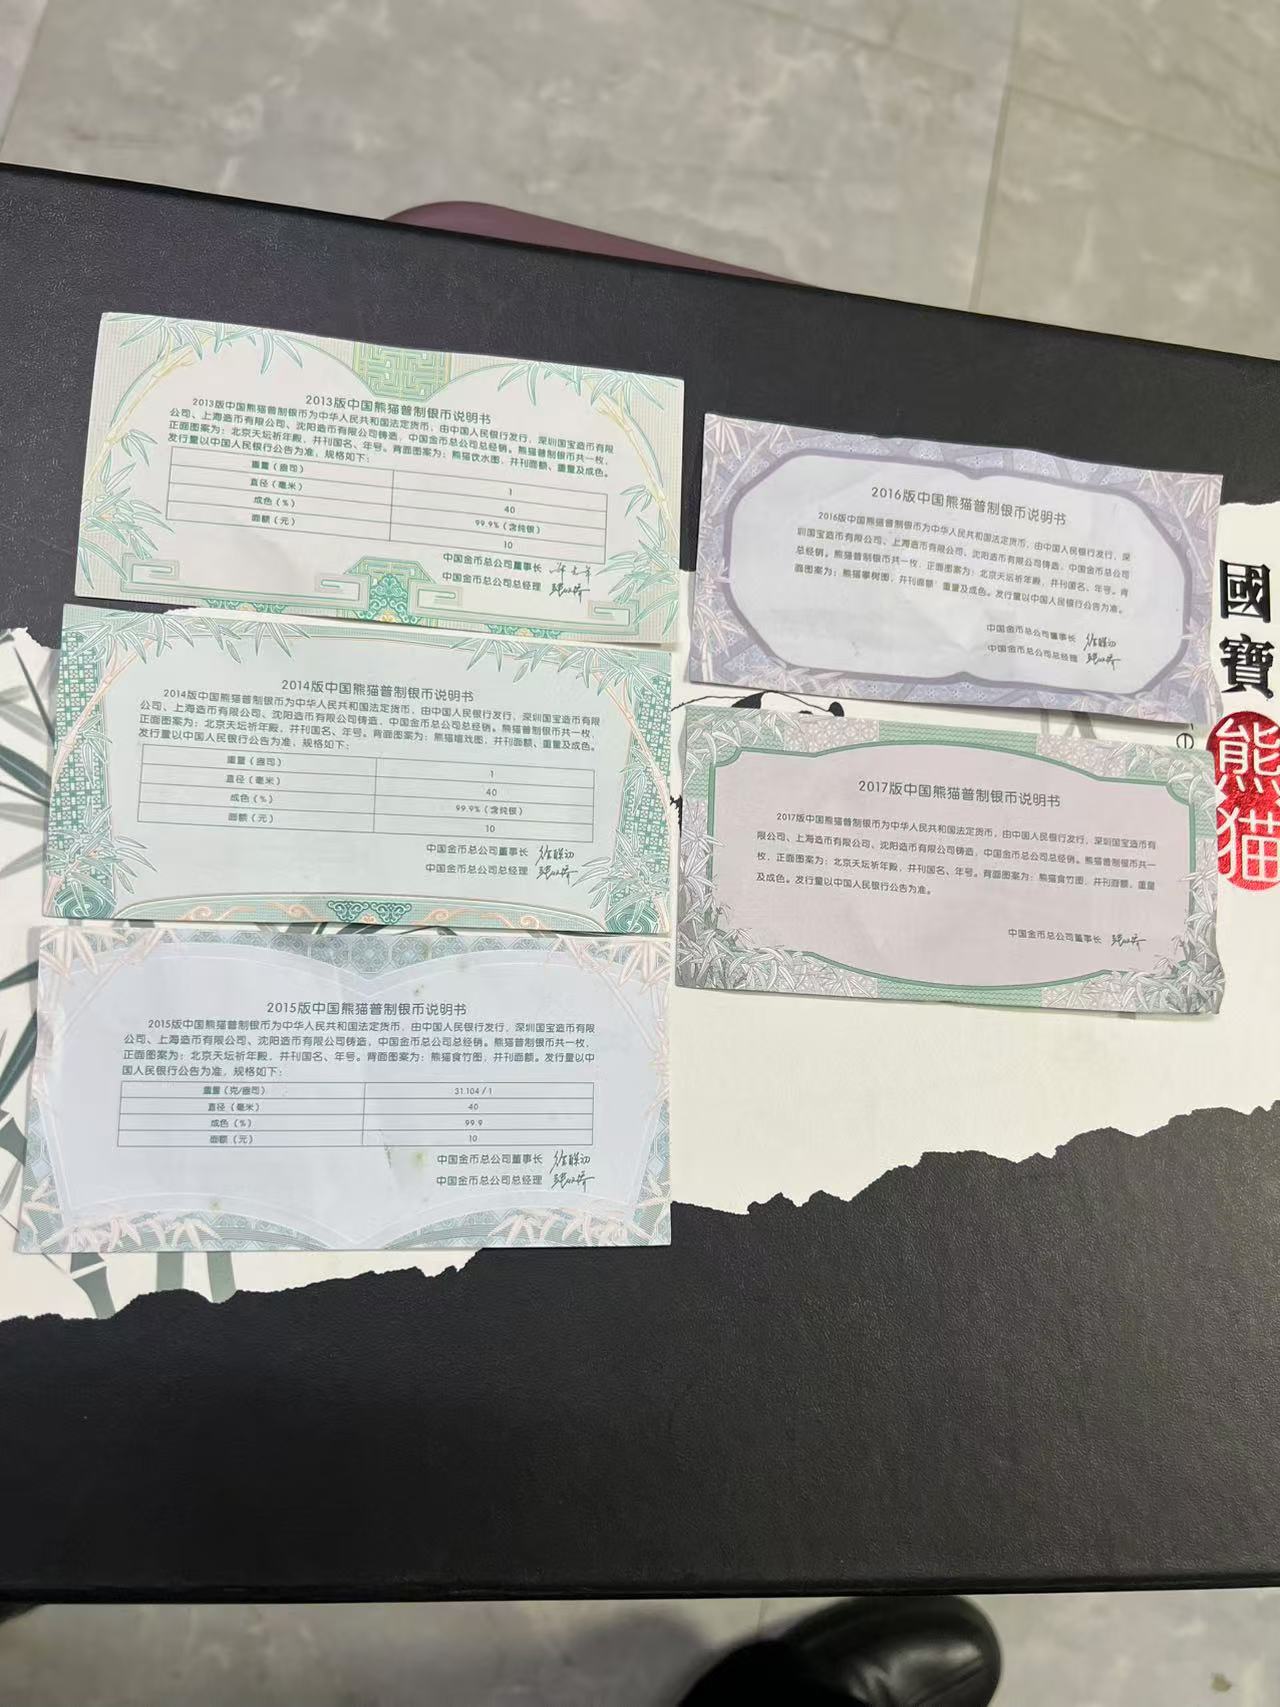 2013版中国熊猫普制银币说明书
2013版中国熊猫普制银币为中华人民共和国法定货币，由中国人民银行发行，深圳国宝造币有限
公司、上海造币有限公司、沈阳造币有限公司铸造，中国金币总公司总经销。熊猫普制银币共一枚，
正面图案为：北京天坛祈年殿，并刊国名、年号。背面图案为：熊猫饮水图，并刊面额、重量及成色。
发行量以中国人民银行公告为准，规格如下：
重量（盎司） 1
直径（毫米） 40
成色（%） 99.9%（含纯银）
面额（元） 10
中国金币总公司董事长
中国金币总公司总经理
2014版中国熊猫普制银币说明书
2014版中国熊猫普制银币为中华人民共和国法定货币，由中国人民银行发行，深圳国宝造币有限
公司、上海造币有限公司、沈阳造币有限公司铸造，中国金币总公司总经销。熊猫普制银币共一枚，
正面图案为：北京天坛祈年殿，并刊国名、年号。背面图案为：熊猫嬉戏图，并刊面额、重量及成色。
发行量以中国人民银行公告为准，规格如下：
重量（盎司） 1
直径（毫米） 40
成色（%） 99.9%（含纯银）
面额（元） 10
中国金币总公司董事长
中国金币总公司总经理
2015版中国熊猫普制银币说明书
2015版中国熊猫普制银币为中华人民共和国法定货币，由中国人民银行发行，深圳国宝造币有限
公司、上海造币有限公司、沈阳造币有限公司铸造，中国金币总公司总经销。熊猫普制银币共一枚，
正面图案为：北京天坛祈年殿，并刊国名、年号。背面图案为：熊猫食竹图，并刊面额。发行量以中
国人民银行公告为准，规格如下：
重量（克/盎司） 31.104 / 1
直径（毫米） 40
成色（%） 99.9
面额（元） 10
中国金币总公司董事长
中国金币总公司总经理
2016版中国熊猫普制银币说明书
2016版中国熊猫普制银币为中华人民共和国法定货币，由中国人民银行发行，深
圳国宝造币有限公司、上海造币有限公司、沈阳造币有限公司铸造，中国金币总公司
总经销。熊猫普制银币共一枚，正面图案为：北京天坛祈年殿，并刊国名、年号。背
面图案为：熊猫攀树图，并刊面额、重量及成色。发行量以中国人民银行公告为准。
中国金币总公司董事长
中国金币总公司总经理
2017版中国熊猫普制银币说明书
2017版中国熊猫普制银币为中华人民共和国法定货币，由中国人民银行发行，深圳国宝造币有
限公司、上海造币有限公司、沈阳造币有限公司铸造，中国金币总公司总经销。熊猫普制银币共一
枚，正面图案为：北京天坛祈年殿，并刊国名、年号。背面图案为：熊猫食竹图，并刊面额，重量
及成色。发行量以中国人民银行公告为准。
中国金币总公司董事长
國寶
熊猫